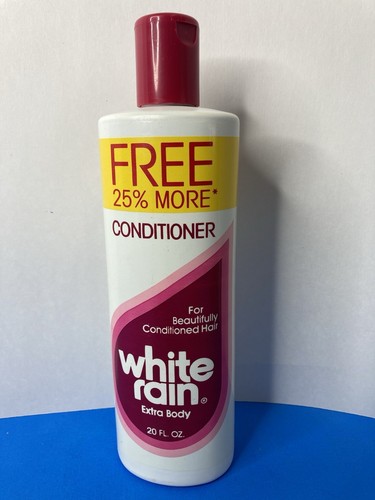 FREE
25% MORE*
CONDITIONER
For
Beautifully
Conditioned Hair
white
rain®
Extra Body
20 FL. OZ.